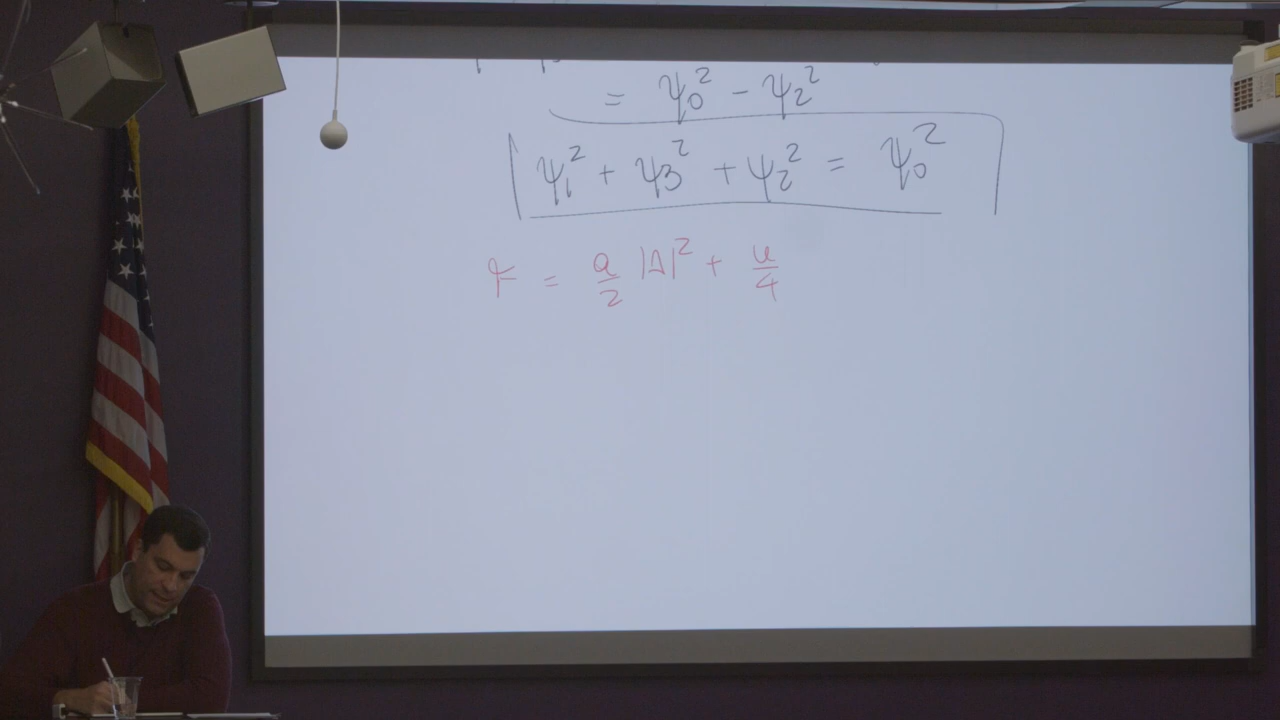 = ψ₀² - ψ₂²
ψ₁² + ψ₃² + ψ₂² = ψ₀²
F = a/2 |Δ|² + u/4